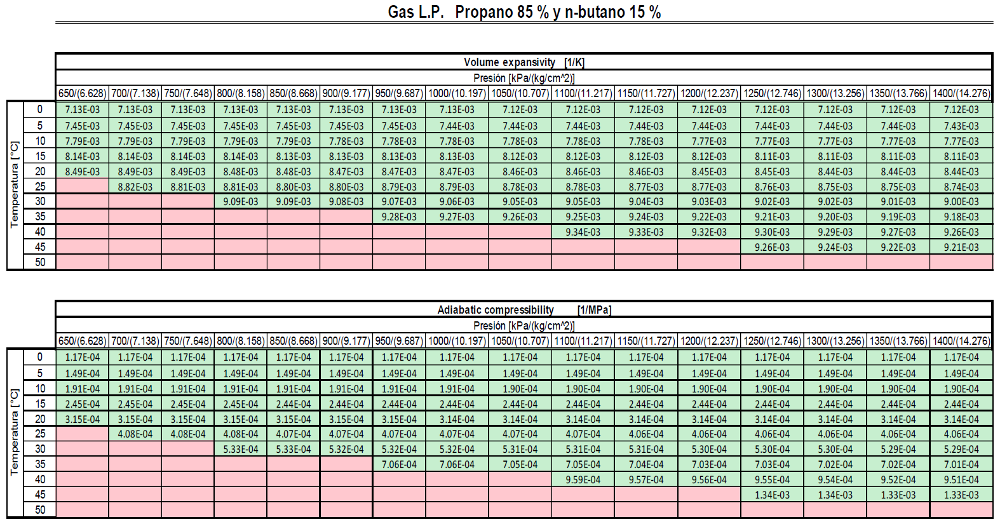 Gas L.P. Propano 85 % y n-butano 15 %
Volume expansivity [1/K]
Presión [kPa/(kg/cm^2)]
650/(6.628) 700/(7.138) 750/(7.648) 800/(8.158) 850/(8.668) 900/(9.177) 950/(9.687) 1000/(10.197) 1050/(10.707) 1100/(11.217) 1150/(11.727) 1200/(12.237) 1250/(12.746) 1300/(13.256) 1350/(13.766) 1400/(14.276)
Temperatura [°C]
0 7.13E-03 7.13E-03 7.13E-03 7.13E-03 7.13E-03 7.13E-03 7.13E-03 7.13E-03 7.12E-03 7.12E-03 7.12E-03 7.12E-03 7.12E-03 7.12E-03 7.12E-03 7.12E-03
5 7.45E-03 7.45E-03 7.45E-03 7.45E-03 7.45E-03 7.45E-03 7.45E-03 7.44E-03 7.44E-03 7.44E-03 7.44E-03 7.44E-03 7.44E-03 7.44E-03 7.44E-03 7.43E-03
10 7.79E-03 7.79E-03 7.79E-03 7.79E-03 7.79E-03 7.78E-03 7.78E-03 7.78E-03 7.78E-03 7.78E-03 7.78E-03 7.77E-03 7.77E-03 7.77E-03 7.77E-03 7.77E-03
15 8.14E-03 8.14E-03 8.14E-03 8.14E-03 8.13E-03 8.13E-03 8.13E-03 8.13E-03 8.12E-03 8.12E-03 8.12E-03 8.12E-03 8.11E-03 8.11E-03 8.11E-03 8.11E-03
20 8.49E-03 8.49E-03 8.49E-03 8.48E-03 8.48E-03 8.47E-03 8.47E-03 8.47E-03 8.46E-03 8.46E-03 8.46E-03 8.45E-03 8.45E-03 8.44E-03 8.44E-03 8.44E-03
25 8.82E-03 8.81E-03 8.81E-03 8.80E-03 8.80E-03 8.79E-03 8.79E-03 8.78E-03 8.78E-03 8.77E-03 8.77E-03 8.76E-03 8.75E-03 8.75E-03 8.74E-03
30 9.09E-03 9.09E-03 9.08E-03 9.07E-03 9.06E-03 9.05E-03 9.05E-03 9.04E-03 9.03E-03 9.02E-03 9.02E-03 9.01E-03 9.00E-03
35 9.28E-03 9.27E-03 9.26E-03 9.25E-03 9.24E-03 9.22E-03 9.21E-03 9.20E-03 9.19E-03 9.18E-03
40 9.34E-03 9.33E-03 9.32E-03 9.30E-03 9.29E-03 9.27E-03 9.26E-03
45 9.26E-03 9.24E-03 9.22E-03 9.21E-03
50
Adiabatic compressibility [1/MPa]
Presión [kPa/(kg/cm^2)]
650/(6.628) 700/(7.138) 750/(7.648) 800/(8.158) 850/(8.668) 900/(9.177) 950/(9.687) 1000/(10.197) 1050/(10.707) 1100/(11.217) 1150/(11.727) 1200/(12.237) 1250/(12.746) 1300/(13.256) 1350/(13.766) 1400/(14.276)
Temperatura [°C]
0 1.17E-04 1.17E-04 1.17E-04 1.17E-04 1.17E-04 1.17E-04 1.17E-04 1.17E-04 1.17E-04 1.17E-04 1.17E-04 1.17E-04 1.17E-04 1.17E-04 1.17E-04 1.17E-04
5 1.49E-04 1.49E-04 1.49E-04 1.49E-04 1.49E-04 1.49E-04 1.49E-04 1.49E-04 1.49E-04 1.49E-04 1.49E-04 1.49E-04 1.49E-04 1.49E-04 1.49E-04 1.49E-04
10 1.91E-04 1.91E-04 1.91E-04 1.91E-04 1.91E-04 1.91E-04 1.91E-04 1.91E-04 1.90E-04 1.90E-04 1.90E-04 1.90E-04 1.90E-04 1.90E-04 1.90E-04 1.90E-04
15 2.45E-04 2.45E-04 2.45E-04 2.45E-04 2.44E-04 2.44E-04 2.44E-04 2.44E-04 2.44E-04 2.44E-04 2.44E-04 2.44E-04 2.44E-04 2.44E-04 2.44E-04 2.44E-04
20 3.15E-04 3.15E-04 3.15E-04 3.15E-04 3.15E-04 3.15E-04 3.15E-04 3.14E-04 3.14E-04 3.14E-04 3.14E-04 3.14E-04 3.14E-04 3.14E-04 3.14E-04 3.14E-04
25 4.08E-04 4.08E-04 4.08E-04 4.07E-04 4.07E-04 4.07E-04 4.07E-04 4.07E-04 4.07E-04 4.06E-04 4.06E-04 4.06E-04 4.06E-04 4.06E-04 4.06E-04
30 5.33E-04 5.33E-04 5.32E-04 5.32E-04 5.32E-04 5.31E-04 5.31E-04 5.31E-04 5.30E-04 5.30E-04 5.30E-04 5.29E-04 5.29E-04
35 7.06E-04 7.06E-04 7.05E-04 7.05E-04 7.04E-04 7.03E-04 7.03E-04 7.02E-04 7.02E-04 7.01E-04
40 9.59E-04 9.57E-04 9.56E-04 9.55E-04 9.54E-04 9.52E-04 9.51E-04
45 1.34E-03 1.34E-03 1.33E-03 1.33E-03
50